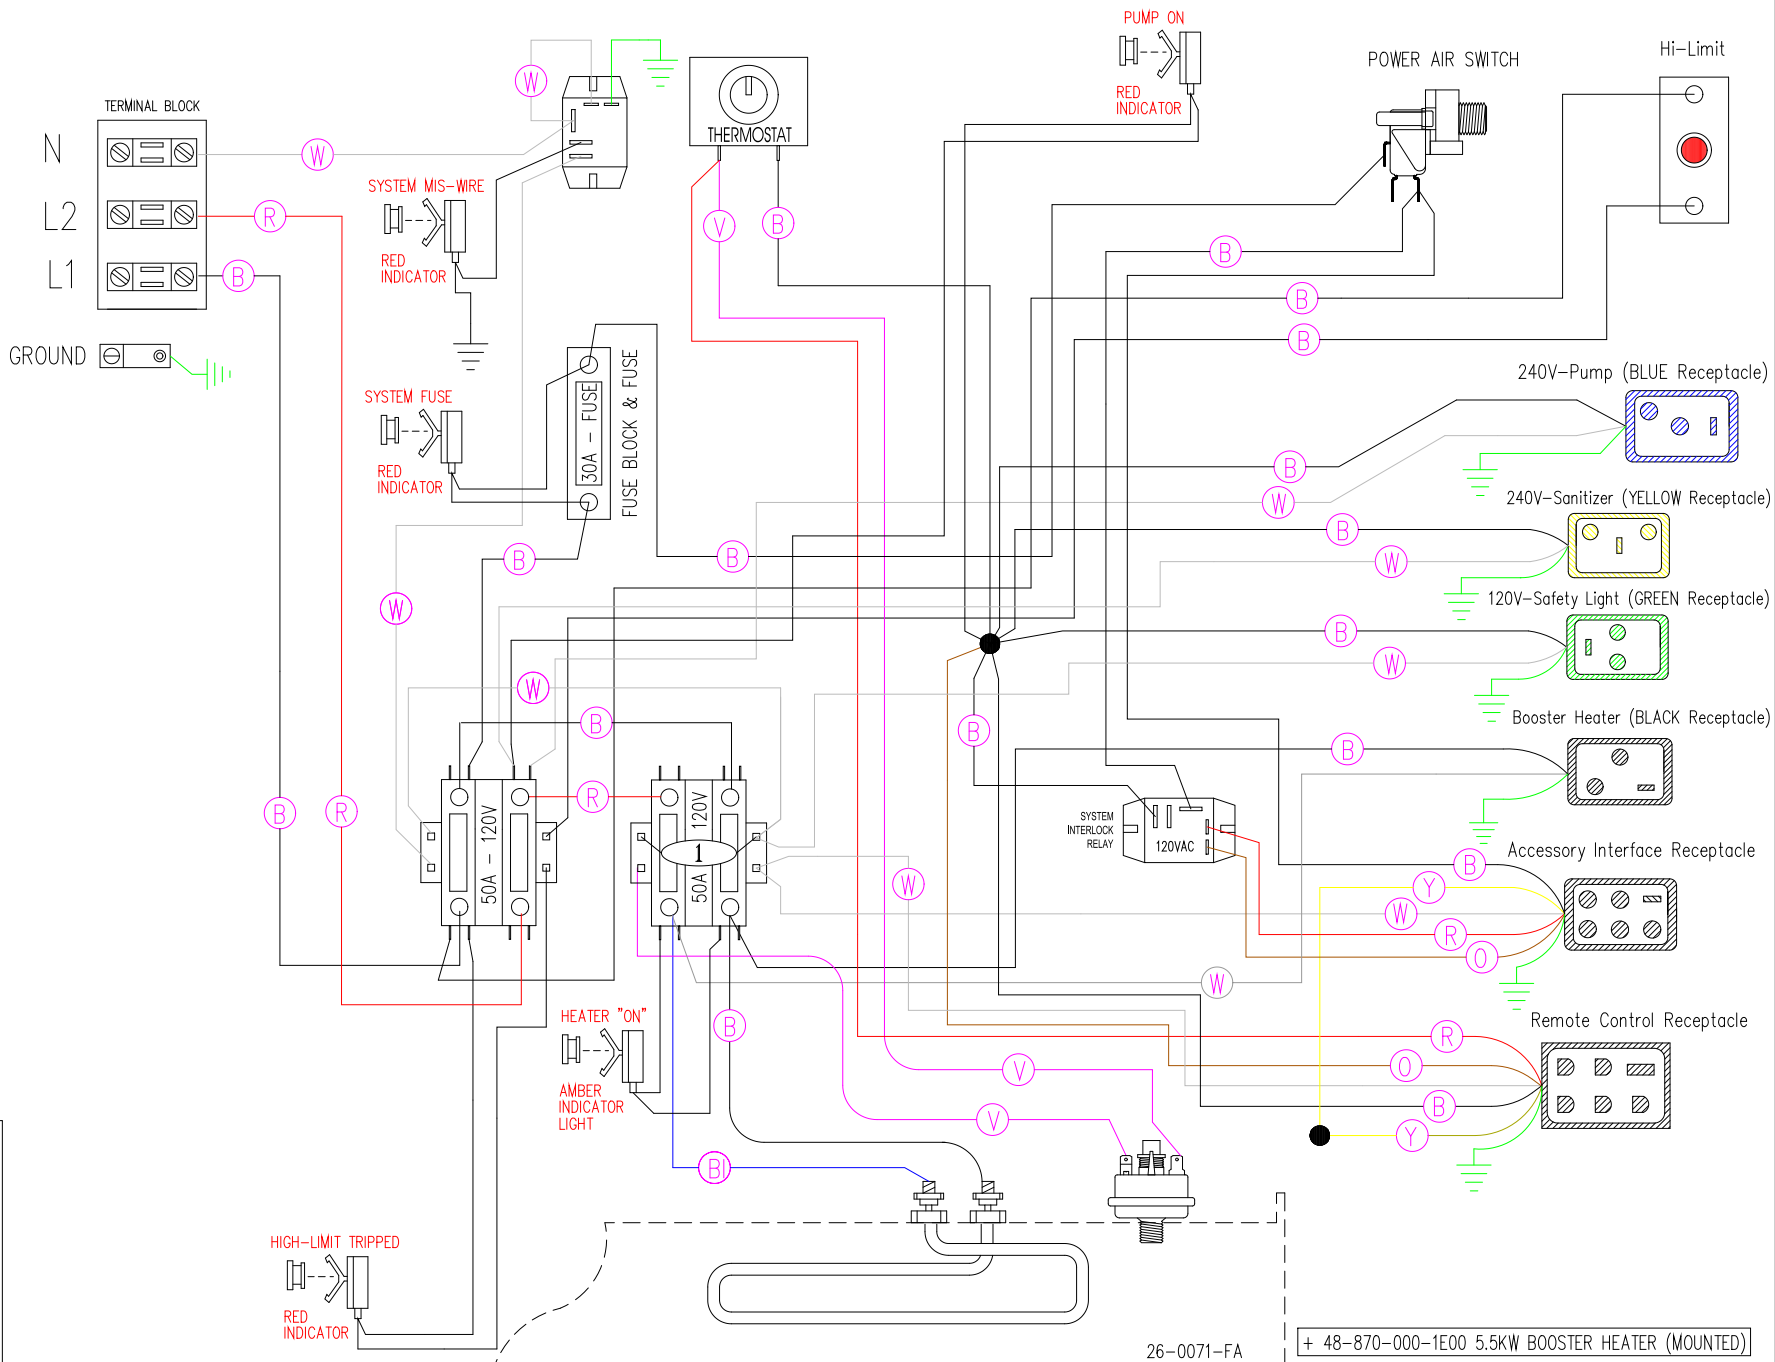 PUMP ON
RED
INDICATOR
POWER AIR SWITCH
Hi-Limit
W
TERMINAL BLOCK
N
L2
L1
GROUND
W
R
B
SYSTEM MIS-WIRE
RED
INDICATOR
THERMOSTAT
V
B
B
B
B
SYSTEM FUSE
RED
INDICATOR
30A - FUSE
FUSE BLOCK & FUSE
240V-Pump (BLUE Receptacle)
B
W
240V-Sanitizer (YELLOW Receptacle)
B
W
B
B
W
120V-Safety Light (GREEN Receptacle)
B
W
W
B
B
Booster Heater (BLACK Receptacle)
B
B
R
R
50A - 120V
50A 120V
1
W
SYSTEM
INTERLOCK
RELAY
120VAC
Accessory Interface Receptacle
B
Y
W
R
O
W
B
HEATER "ON"
AMBER
INDICATOR
LIGHT
Remote Control Receptacle
R
O
B
Y
V
V
Bl
HIGH-LIMIT TRIPPED
RED
INDICATOR
26-0071-FA
+ 48-870-000-1E00 5.5KW BOOSTER HEATER (MOUNTED)